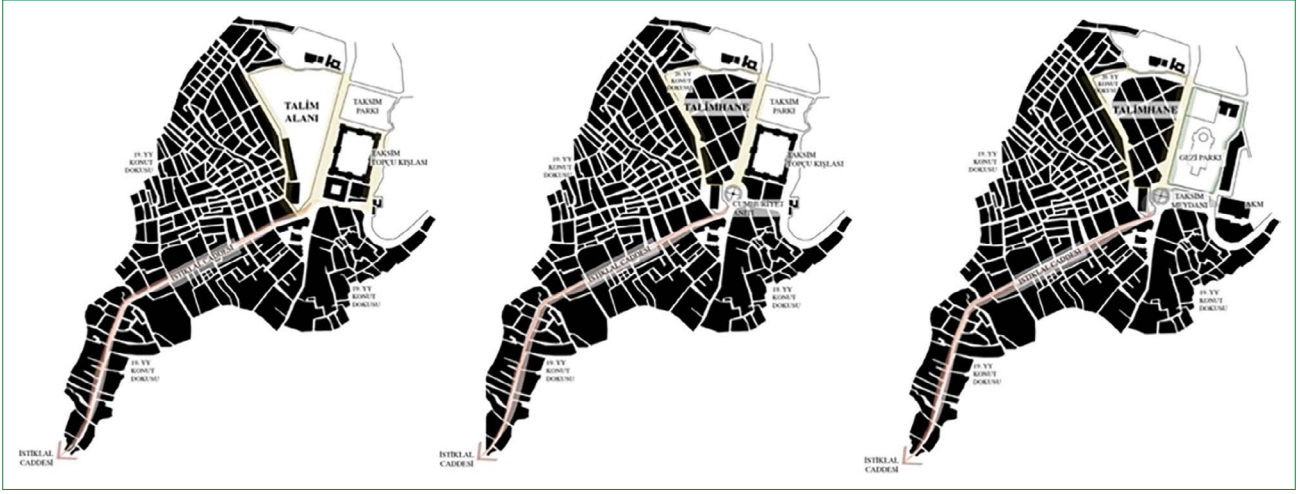 TALİM
ALANI
TAKSİM
PARKI
TAKSİM
TOPÇU KIŞLASI
19. YY
KONUT
DOKUSU
İSTİKLAL CADDESİ
19. YY
KONUT
DOKUSU
19. YY
KONUT
DOKUSU
İSTİKLAL
CADDESİ
20. YY
KONUT
DOKUSU
TALİMHANE
TAKSİM
PARKI
TAKSİM
TOPÇU KIŞLASI
19. YY
KONUT
DOKUSU
CUMHURİYET
ANITI
İSTİKLAL CADDESİ
19. YY
KONUT
DOKUSU
19. YY
KONUT
DOKUSU
İSTİKLAL
CADDESİ
20. YY
KONUT
DOKUSU
TALİMHANE
GEZİ PARKI
19. YY
KONUT
DOKUSU
TAKSİM
MEYDANI
AKM
İSTİKLAL CADDESİ
19. YY
KONUT
DOKUSU
19. YY
KONUT
DOKUSU
İSTİKLAL
CADDESİ